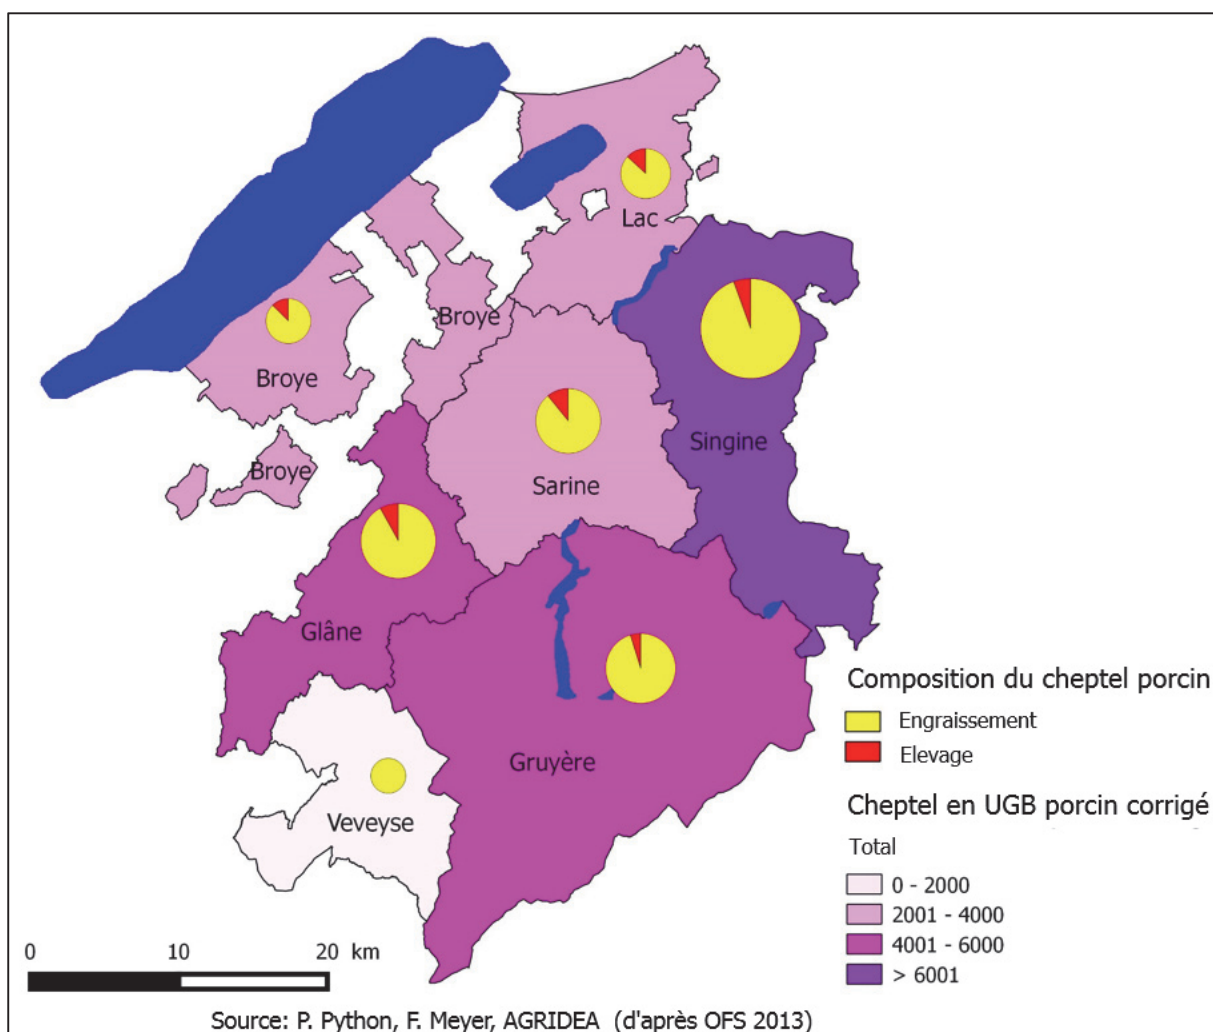 Lac
Broye
Broye
Singine
Broye
Sarine
Glâne
Gruyère
Veveyse
Composition du cheptel porcin
Engraissement
Elevage
Cheptel en UGB porcin corrigé
Total
0 - 2000
2001 - 4000
4001 - 6000
> 6001
0 10 20 km
Source: P. Python, F. Meyer, AGRIDEA (d'après OFS 2013)